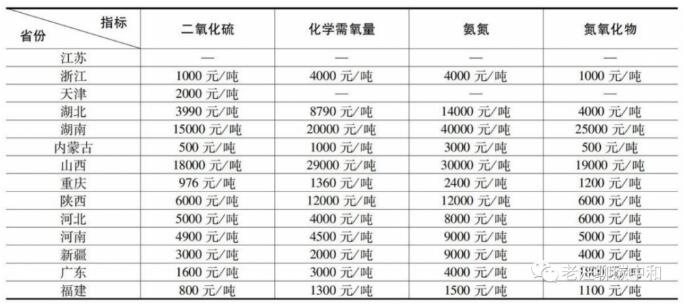 省份 指标 二氧化硫 化学需氧量 氨氮 氮氧化物
江苏 — — — —
浙江 1000 元/吨 4000 元/吨 4000 元/吨 1000 元/吨
天津 2000 元/吨 — — —
湖北 3990 元/吨 8790 元/吨 14000 元/吨 4000 元/吨
湖南 15000 元/吨 20000 元/吨 40000 元/吨 25000 元/吨
内蒙古 500 元/吨 1000 元/吨 3000 元/吨 500 元/吨
山西 18000 元/吨 29000 元/吨 30000 元/吨 19000 元/吨
重庆 976 元/吨 1360 元/吨 2400 元/吨 1200 元/吨
陕西 6000 元/吨 12000 元/吨 12000 元/吨 6000 元/吨
河北 5000 元/吨 4000 元/吨 8000 元/吨 6000 元/吨
河南 4900 元/吨 4500 元/吨 9000 元/吨 5000 元/吨
新疆 3000 元/吨 2000 元/吨 9000 元/吨 4000 元/吨
广东 1600 元/吨 3000 元/吨 4000 元/吨 元/吨
福建 800 元/吨 1300 元/吨 1500 元/吨 1100 元/吨